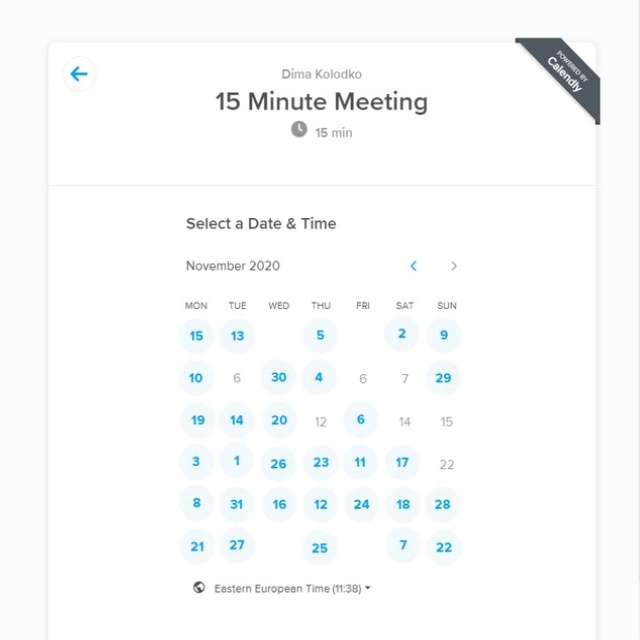 POWERED BY
Calendly
Dima Kolodko
15 Minute Meeting
15 min
Select a Date & Time
November 2020
MON TUE WED THU FRI SAT SUN
15 13 5 2 9
10 6 30 4 6 7 29
19 14 20 12 6 14 15
3 1 26 23 11 17 22
8 31 16 12 24 18 28
21 27 25 7 22
Eastern European Time (11:38)